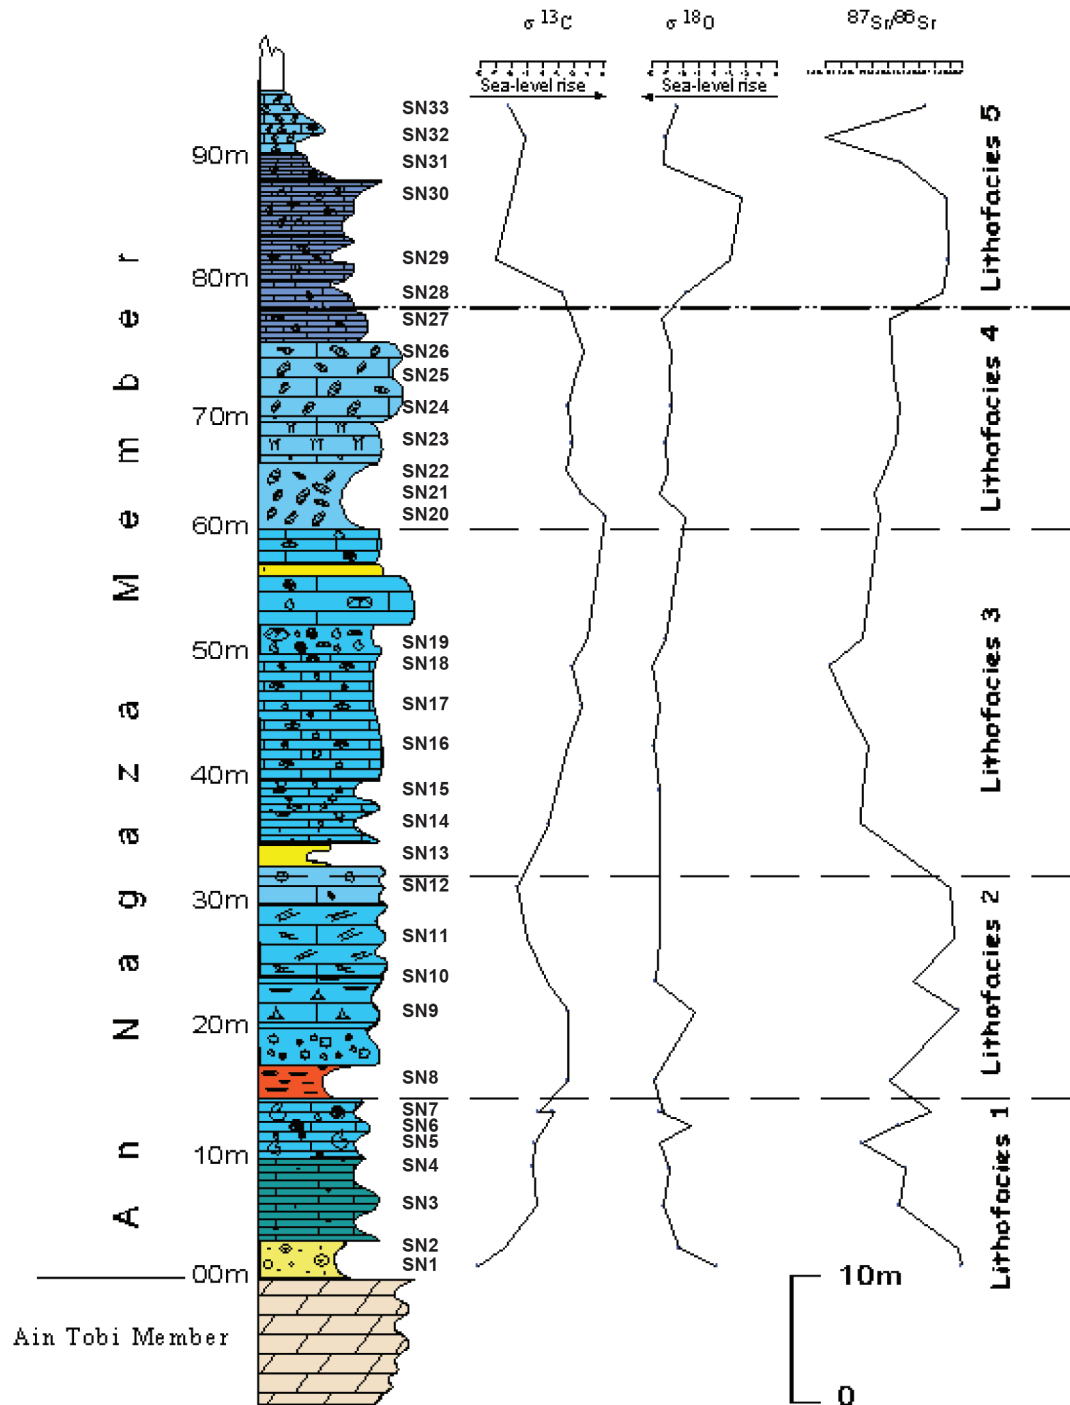 σ 13C
σ 18O
87Sr/86Sr
Sea-level rise
Sea-level rise
SN33
SN32
90m
SN31
SN30
SN29
80m
SN28
SN27
SN26
SN25
70m
SN24
SN23
SN22
SN21
60m
SN20
SN19
50m
SN18
SN17
SN16
40m
SN15
SN14
SN13
SN12
30m
SN11
SN10
20m
SN9
SN8
SN7
SN6
SN5
10m
SN4
SN3
SN2
SN1
00m
An Nagaza Member
Lithofacies 5
Lithofacies 4
Lithofacies 3
Lithofacies 2
Lithofacies 1
Ain Tobi Member
10m
0